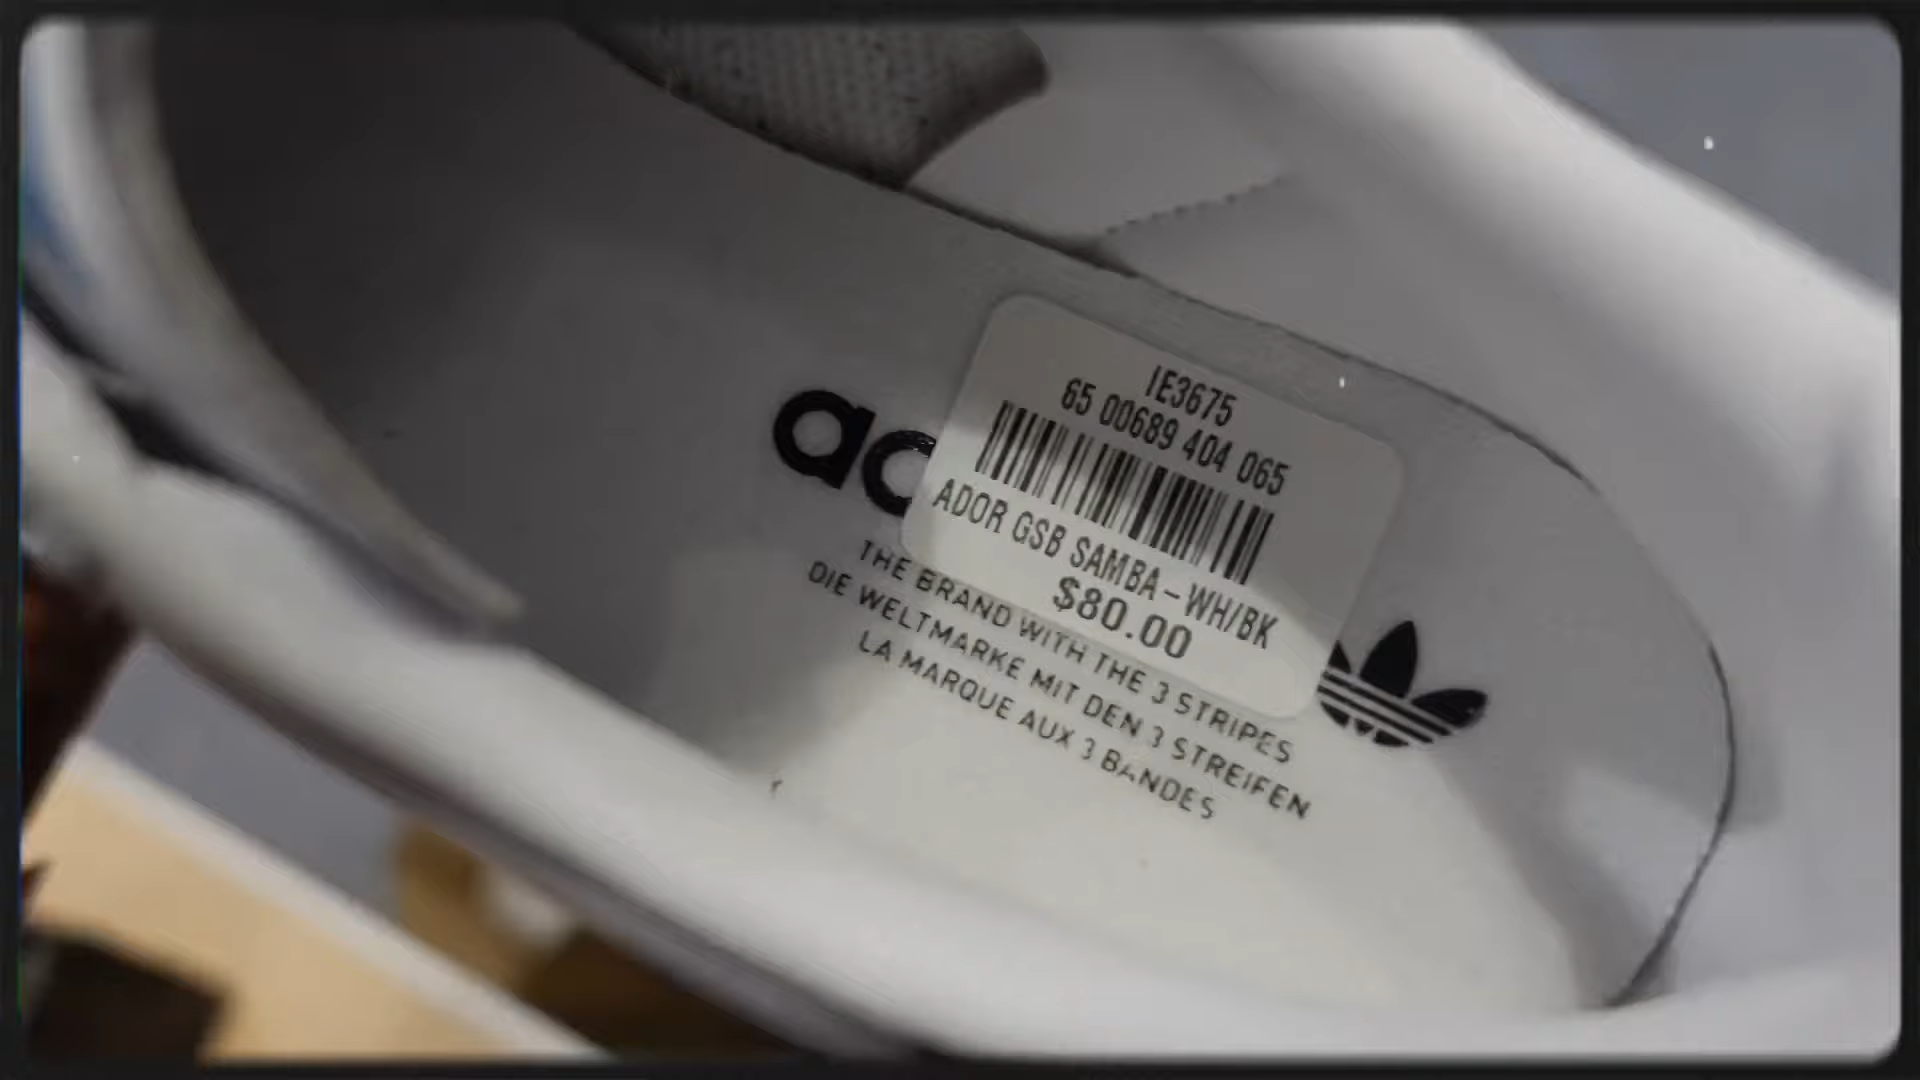 IE3675
65 00689 404 065
ADOR GSB SAMBA-WH/BK
$80.00
THE BRAND WITH THE 3 STRIPES
DIE WELTMARKE MIT DEN 3 STREIFEN
LA MARQUE AUX 3 BANDES